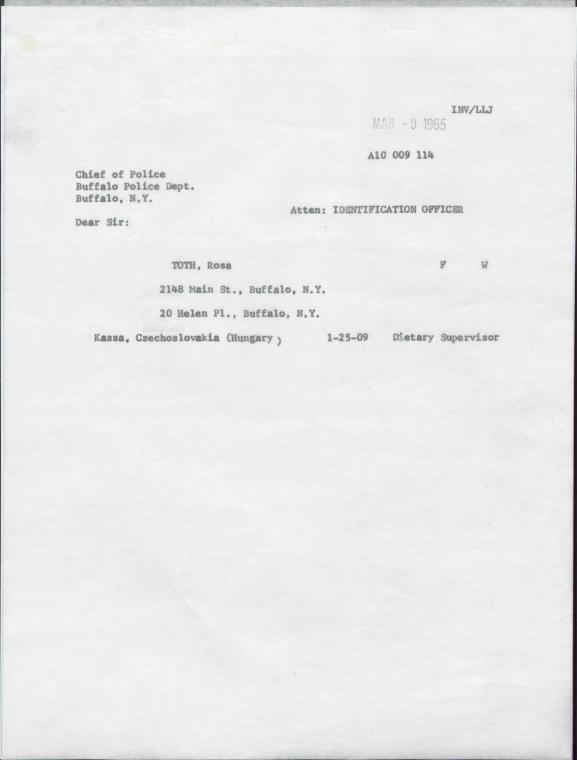 INV/LLJ
MAR - 9 1965
A10 009 114
Chief of Police
Buffalo Police Dept.
Buffalo, N.Y.
Atten: IDENTIFICATION OFFICER
Dear Sir:
TOTH, Rosa F W
2148 Main St., Buffalo, N.Y.
20 Helen Pl., Buffalo, N.Y.
Kassa, Czechoslovakia (Hungary) 1-25-09 Dietary Supervisor